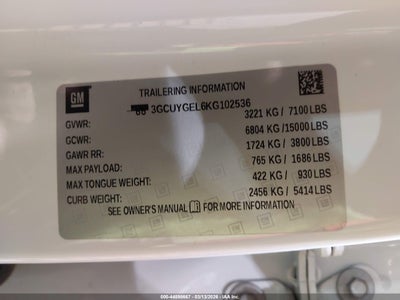 GM
TRAILERING INFORMATION
3GCUYGEL6KG102536
GVWR: 3221 KG / 7100 LBS
GCWR: 6804 KG / 15000 LBS
GAWR RR: 1724 KG / 3800 LBS
MAX PAYLOAD: 765 KG / 1686 LBS
MAX TONGUE WEIGHT: 422 KG / 930 LBS
CURB WEIGHT: 2456 KG / 5414 LBS
SEE OWNER'S MANUAL FOR MORE INFORMATION